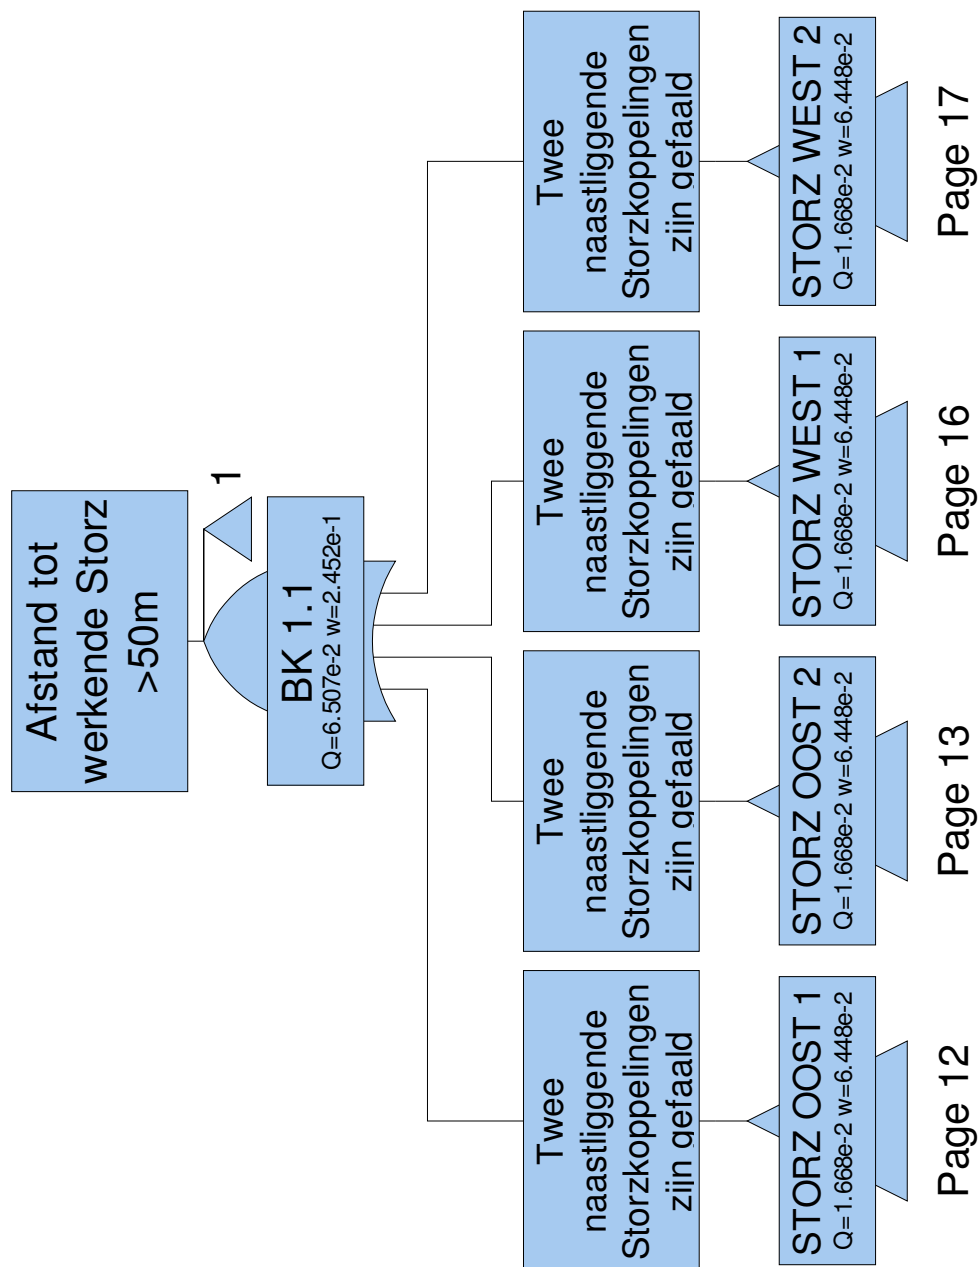 Afstand tot
werkende Storz
>50m
1
BK 1.1
Q=6.507e-2 w=2.452e-1
Twee
naastliggende
Storzkoppelingen
zijn gefaald
STORZ OOST 1
Q=1.668e-2 w=6.448e-2
Page 12
Twee
naastliggende
Storzkoppelingen
zijn gefaald
STORZ OOST 2
Q=1.668e-2 w=6.448e-2
Page 13
Twee
naastliggende
Storzkoppelingen
zijn gefaald
STORZ WEST 1
Q=1.668e-2 w=6.448e-2
Page 16
Twee
naastliggende
Storzkoppelingen
zijn gefaald
STORZ WEST 2
Q=1.668e-2 w=6.448e-2
Page 17